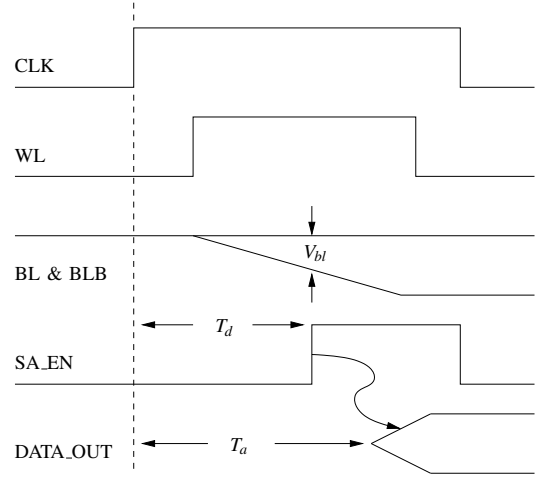 CLK
WL
V_bl
BL & BLB
T_d
SA_EN
T_a
DATA_OUT